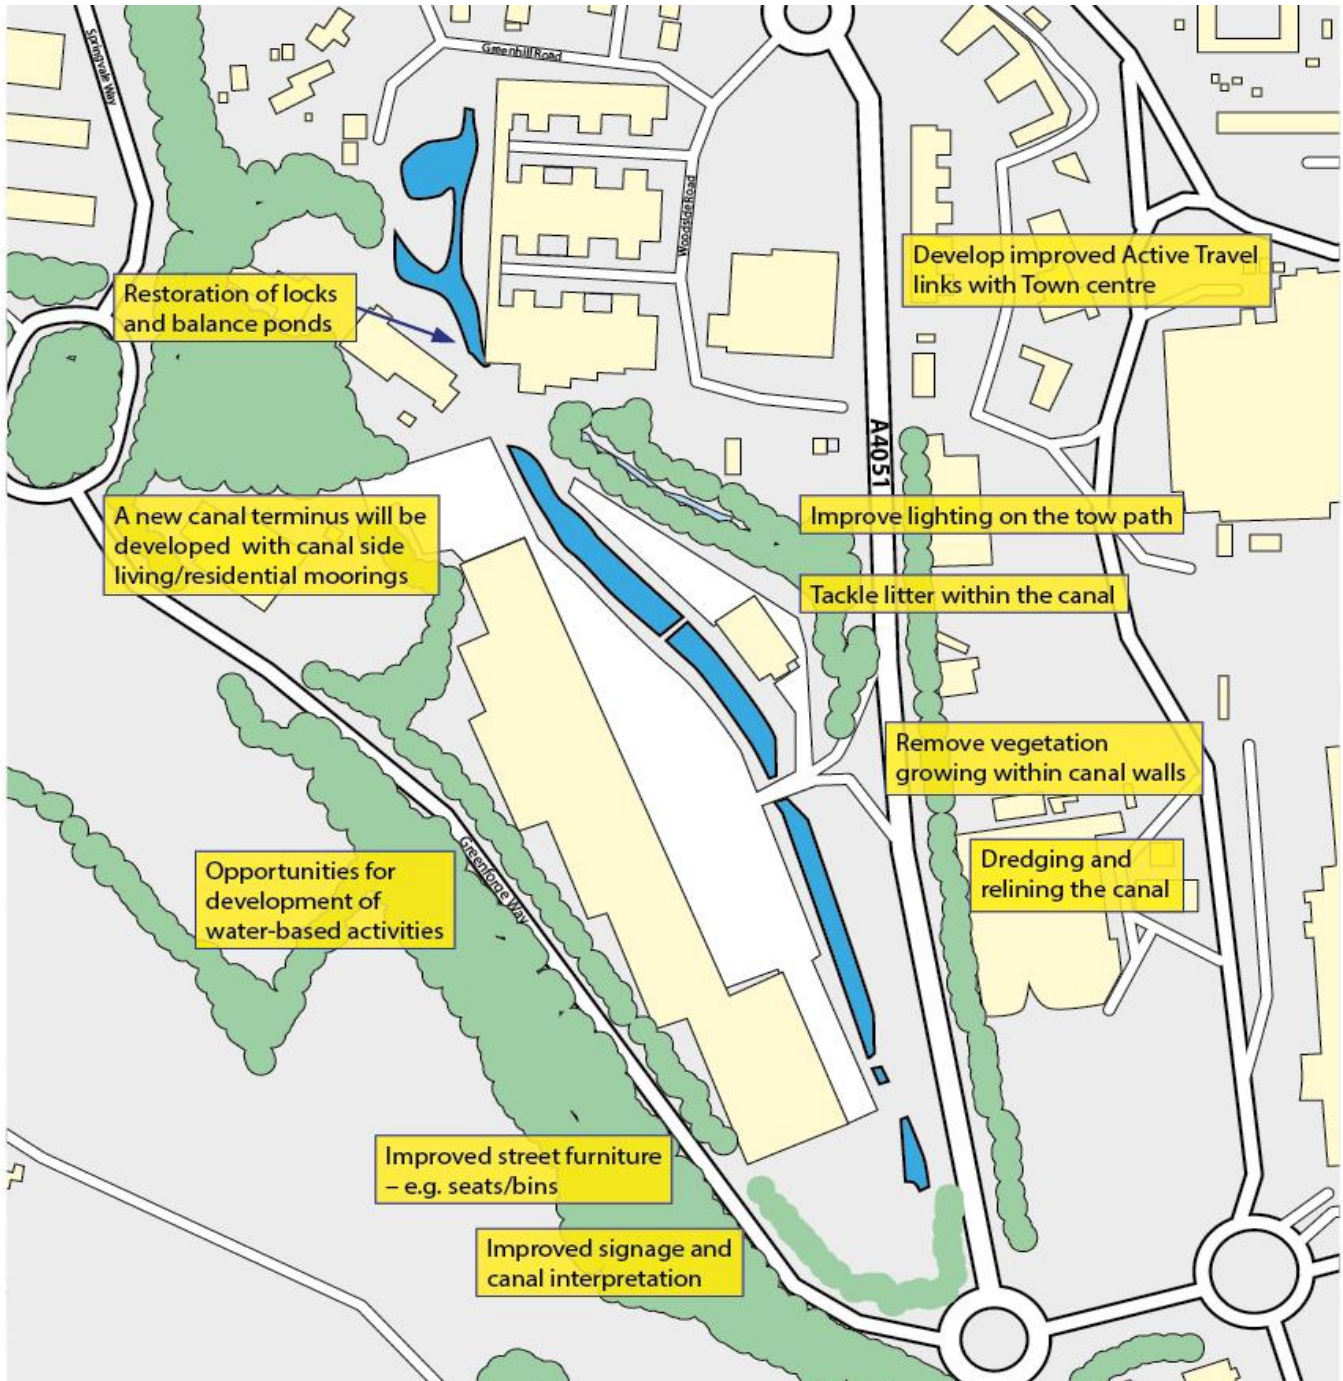 Springvale Way
Greenhill Road
Woodside Road
Develop improved Active Travel
links with Town centre
Restoration of locks
and balance ponds
A4051
A new canal terminus will be
developed with canal side
living/residential moorings
Improve lighting on the tow path
Tackle litter within the canal
Remove vegetation
growing within canal walls
Dredging and
relining the canal
Opportunities for
development of
water-based activities
Greenforge Way
Improved street furniture
– e.g. seats/bins
Improved signage and
canal interpretation